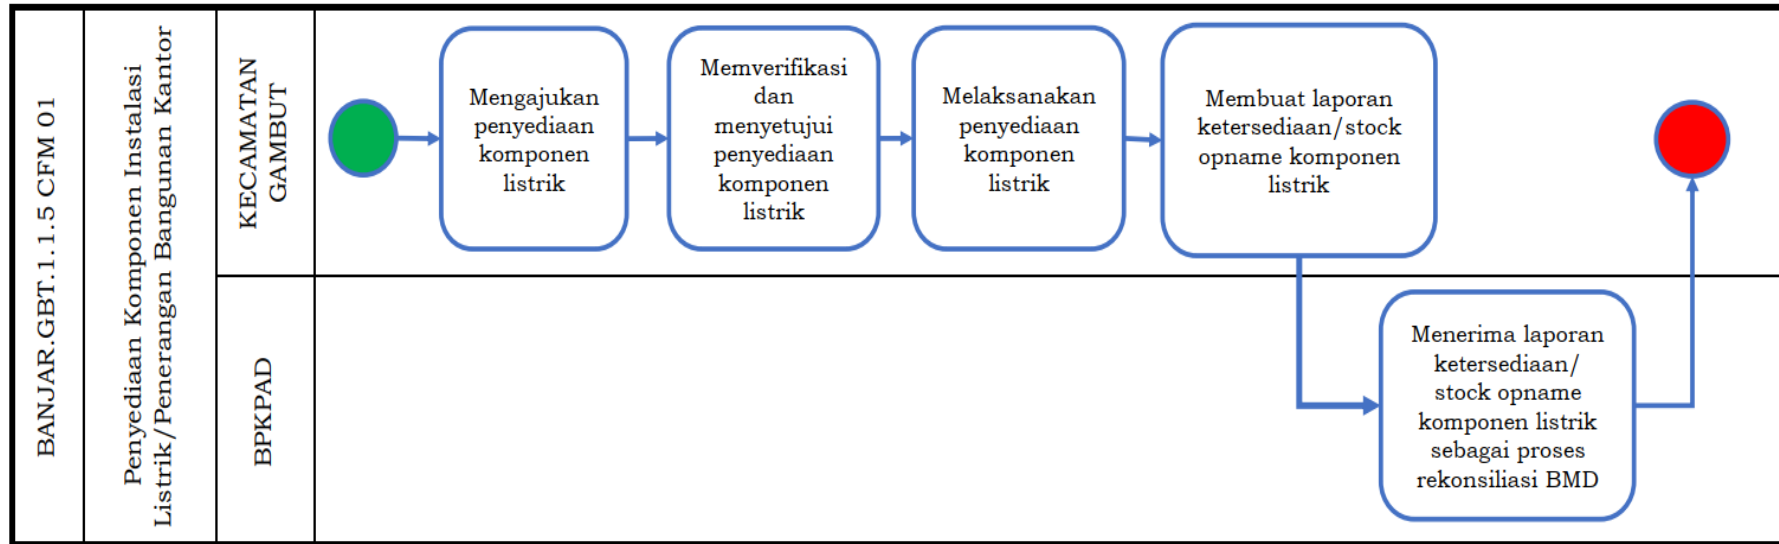 BANJAR.GBT.1.1.5 CFM 01
Penyediaan Komponen Instalasi
Listrik/Penerangan Bangunan Kantor
KECAMATAN
GAMBUT
Mengajukan
penyediaan
komponen
listrik
Memverifikasi
dan
menyetujui
penyediaan
komponen
listrik
Melaksanakan
penyediaan
komponen
listrik
Membuat laporan
ketersediaan/stock
opname komponen
listrik
BPKPAD
Menerima laporan
ketersediaan/
stock opname
komponen listrik
sebagai proses
rekonsiliasi BMD